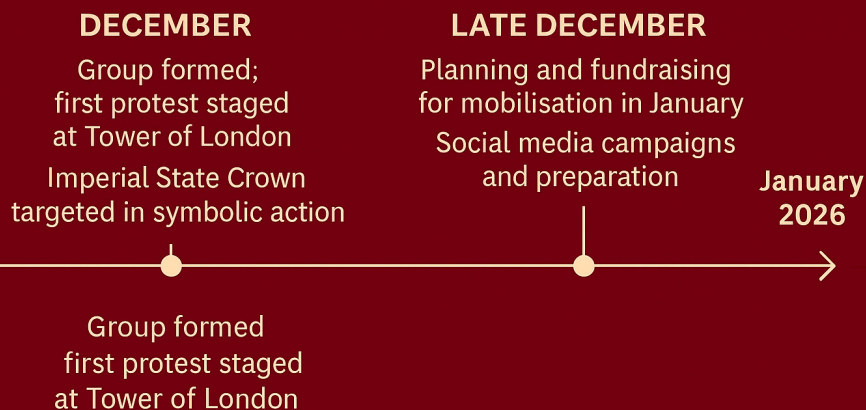 DECEMBER
Group formed;
first protest staged
at Tower of London
Imperial State Crown
targeted in symbolic action
LATE DECEMBER
Planning and fundraising
for mobilisation in January
Social media campaigns
and preparation
January
2026
Group formed
first protest staged
at Tower of London